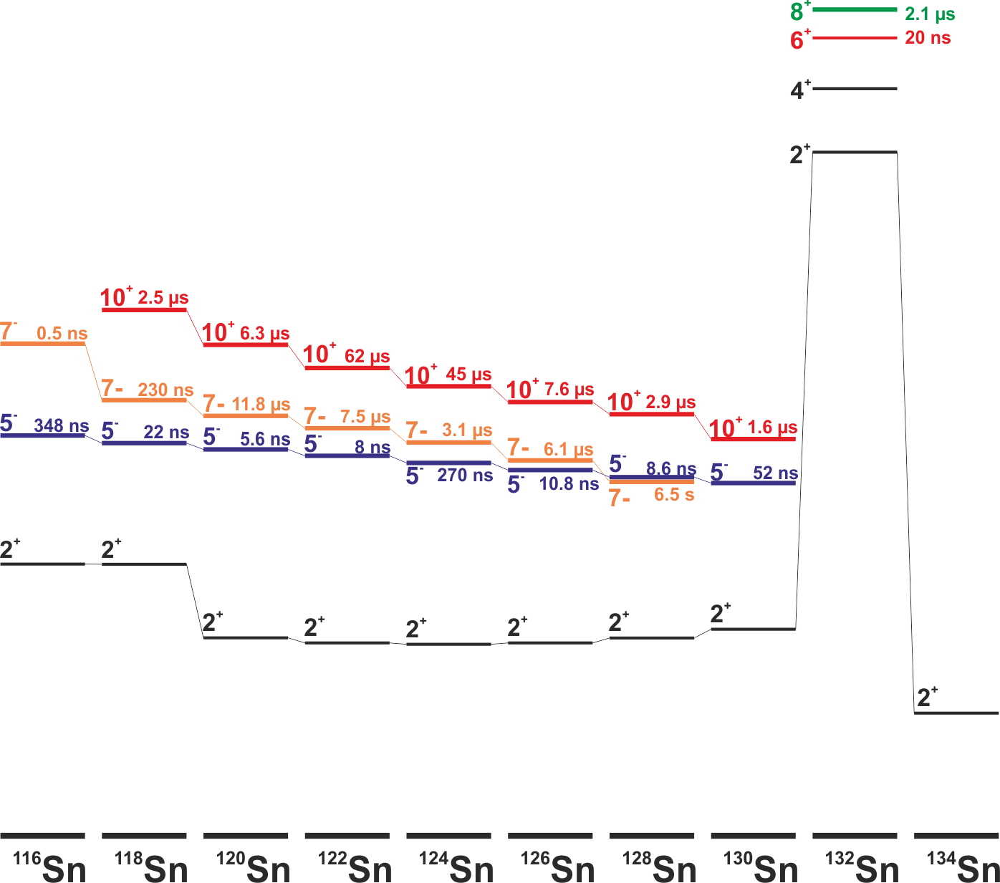 8+ 2.1 µs
6+ 20 ns
4+
2+
10+ 2.5 µs
7- 0.5 ns
10+ 6.3 µs
10+ 62 µs
10+ 45 µs
7- 230 ns
10+ 7.6 µs
7- 11.8 µs
10+ 2.9 µs
7- 7.5 µs
5- 348 ns
10+ 1.6 µs
5- 22 ns
7- 3.1 µs
5- 5.6 ns
5- 8 ns
7- 6.1 µs
5- 8.6 ns
5- 52 ns
5- 270 ns
5- 10.8 ns
7- 6.5 s
2+
2+
2+
2+
2+
2+
2+
2+
2+
116Sn 118Sn 120Sn 122Sn 124Sn 126Sn 128Sn 130Sn 132Sn 134Sn